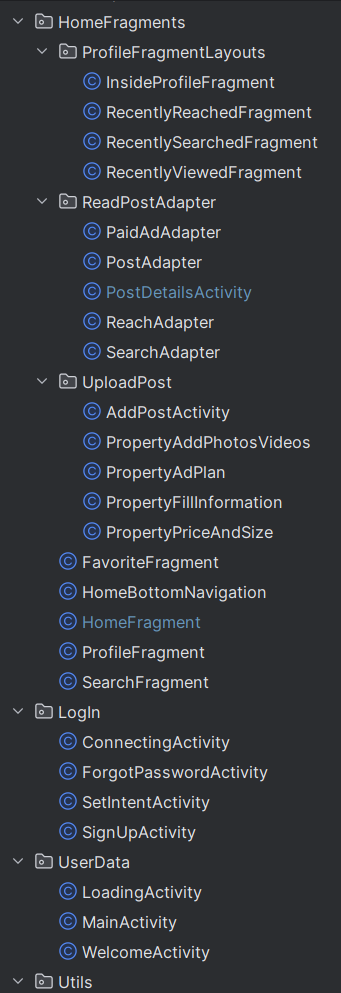 HomeFragments
ProfileFragmentLayouts
InsideProfileFragment
RecentlyReachedFragment
RecentlySearchedFragment
RecentlyViewedFragment
ReadPostAdapter
PaidAdAdapter
PostAdapter
PostDetailsActivity
ReachAdapter
SearchAdapter
UploadPost
AddPostActivity
PropertyAddPhotosVideos
PropertyAdPlan
PropertyFillInformation
PropertyPriceAndSize
FavoriteFragment
HomeBottomNavigation
HomeFragment
ProfileFragment
SearchFragment
LogIn
ConnectingActivity
ForgotPasswordActivity
SetIntentActivity
SignUpActivity
UserData
LoadingActivity
MainActivity
WelcomeActivity
Utils